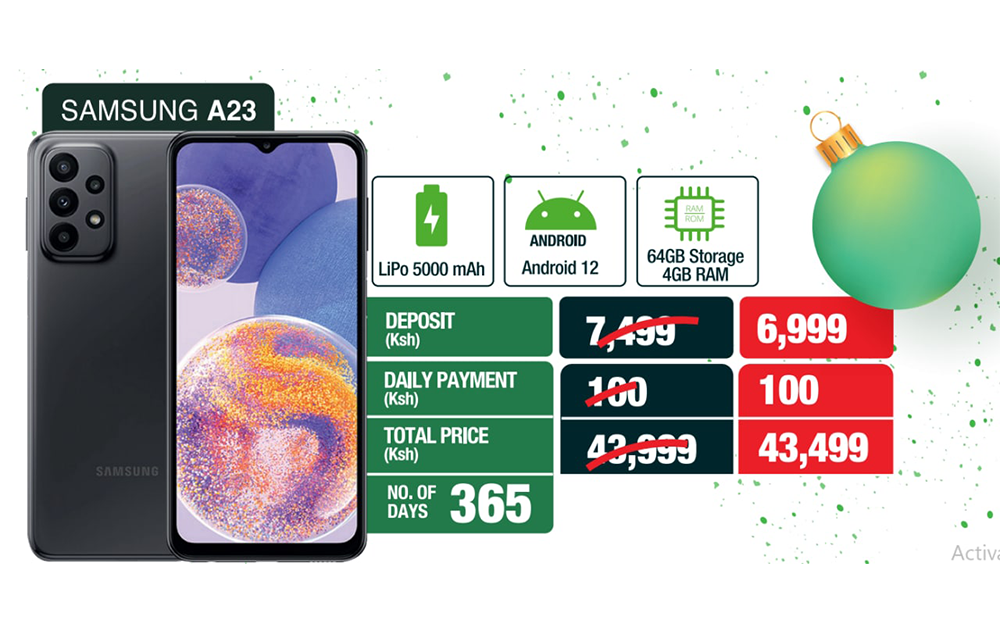 SAMSUNG A23
SAMSUNG
LiPo 5000 mAh
ANDROID
Android 12
RAM
ROM
64GB Storage
4GB RAM
DEPOSIT
(Ksh)
7,499
6,999
DAILY PAYMENT
(Ksh)
100
100
TOTAL PRICE
(Ksh)
43,999
43,499
NO. OF
DAYS
365
Activa